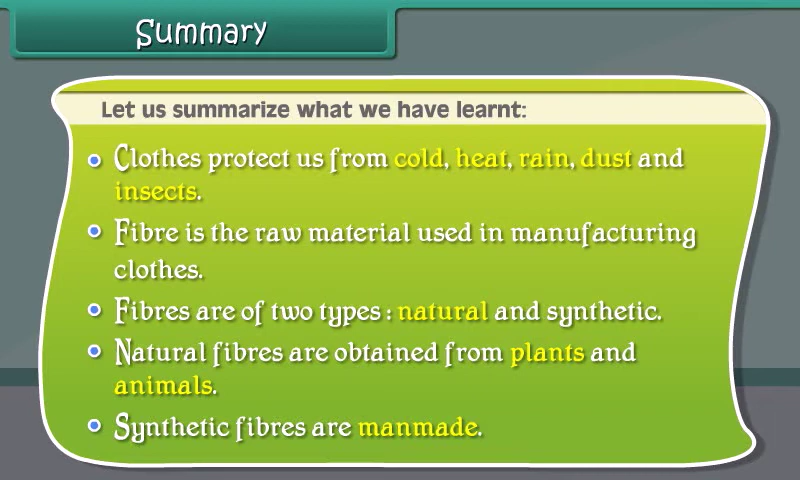 Summary
Let us summarize what we have learnt:
Clothes protect us from cold, heat, rain, dust and
insects.
Fibre is the raw material used in manufacturing
clothes.
Fibres are of two types : natural and synthetic.
Natural fibres are obtained from plants and
animals.
Synthetic fibres are manmade.